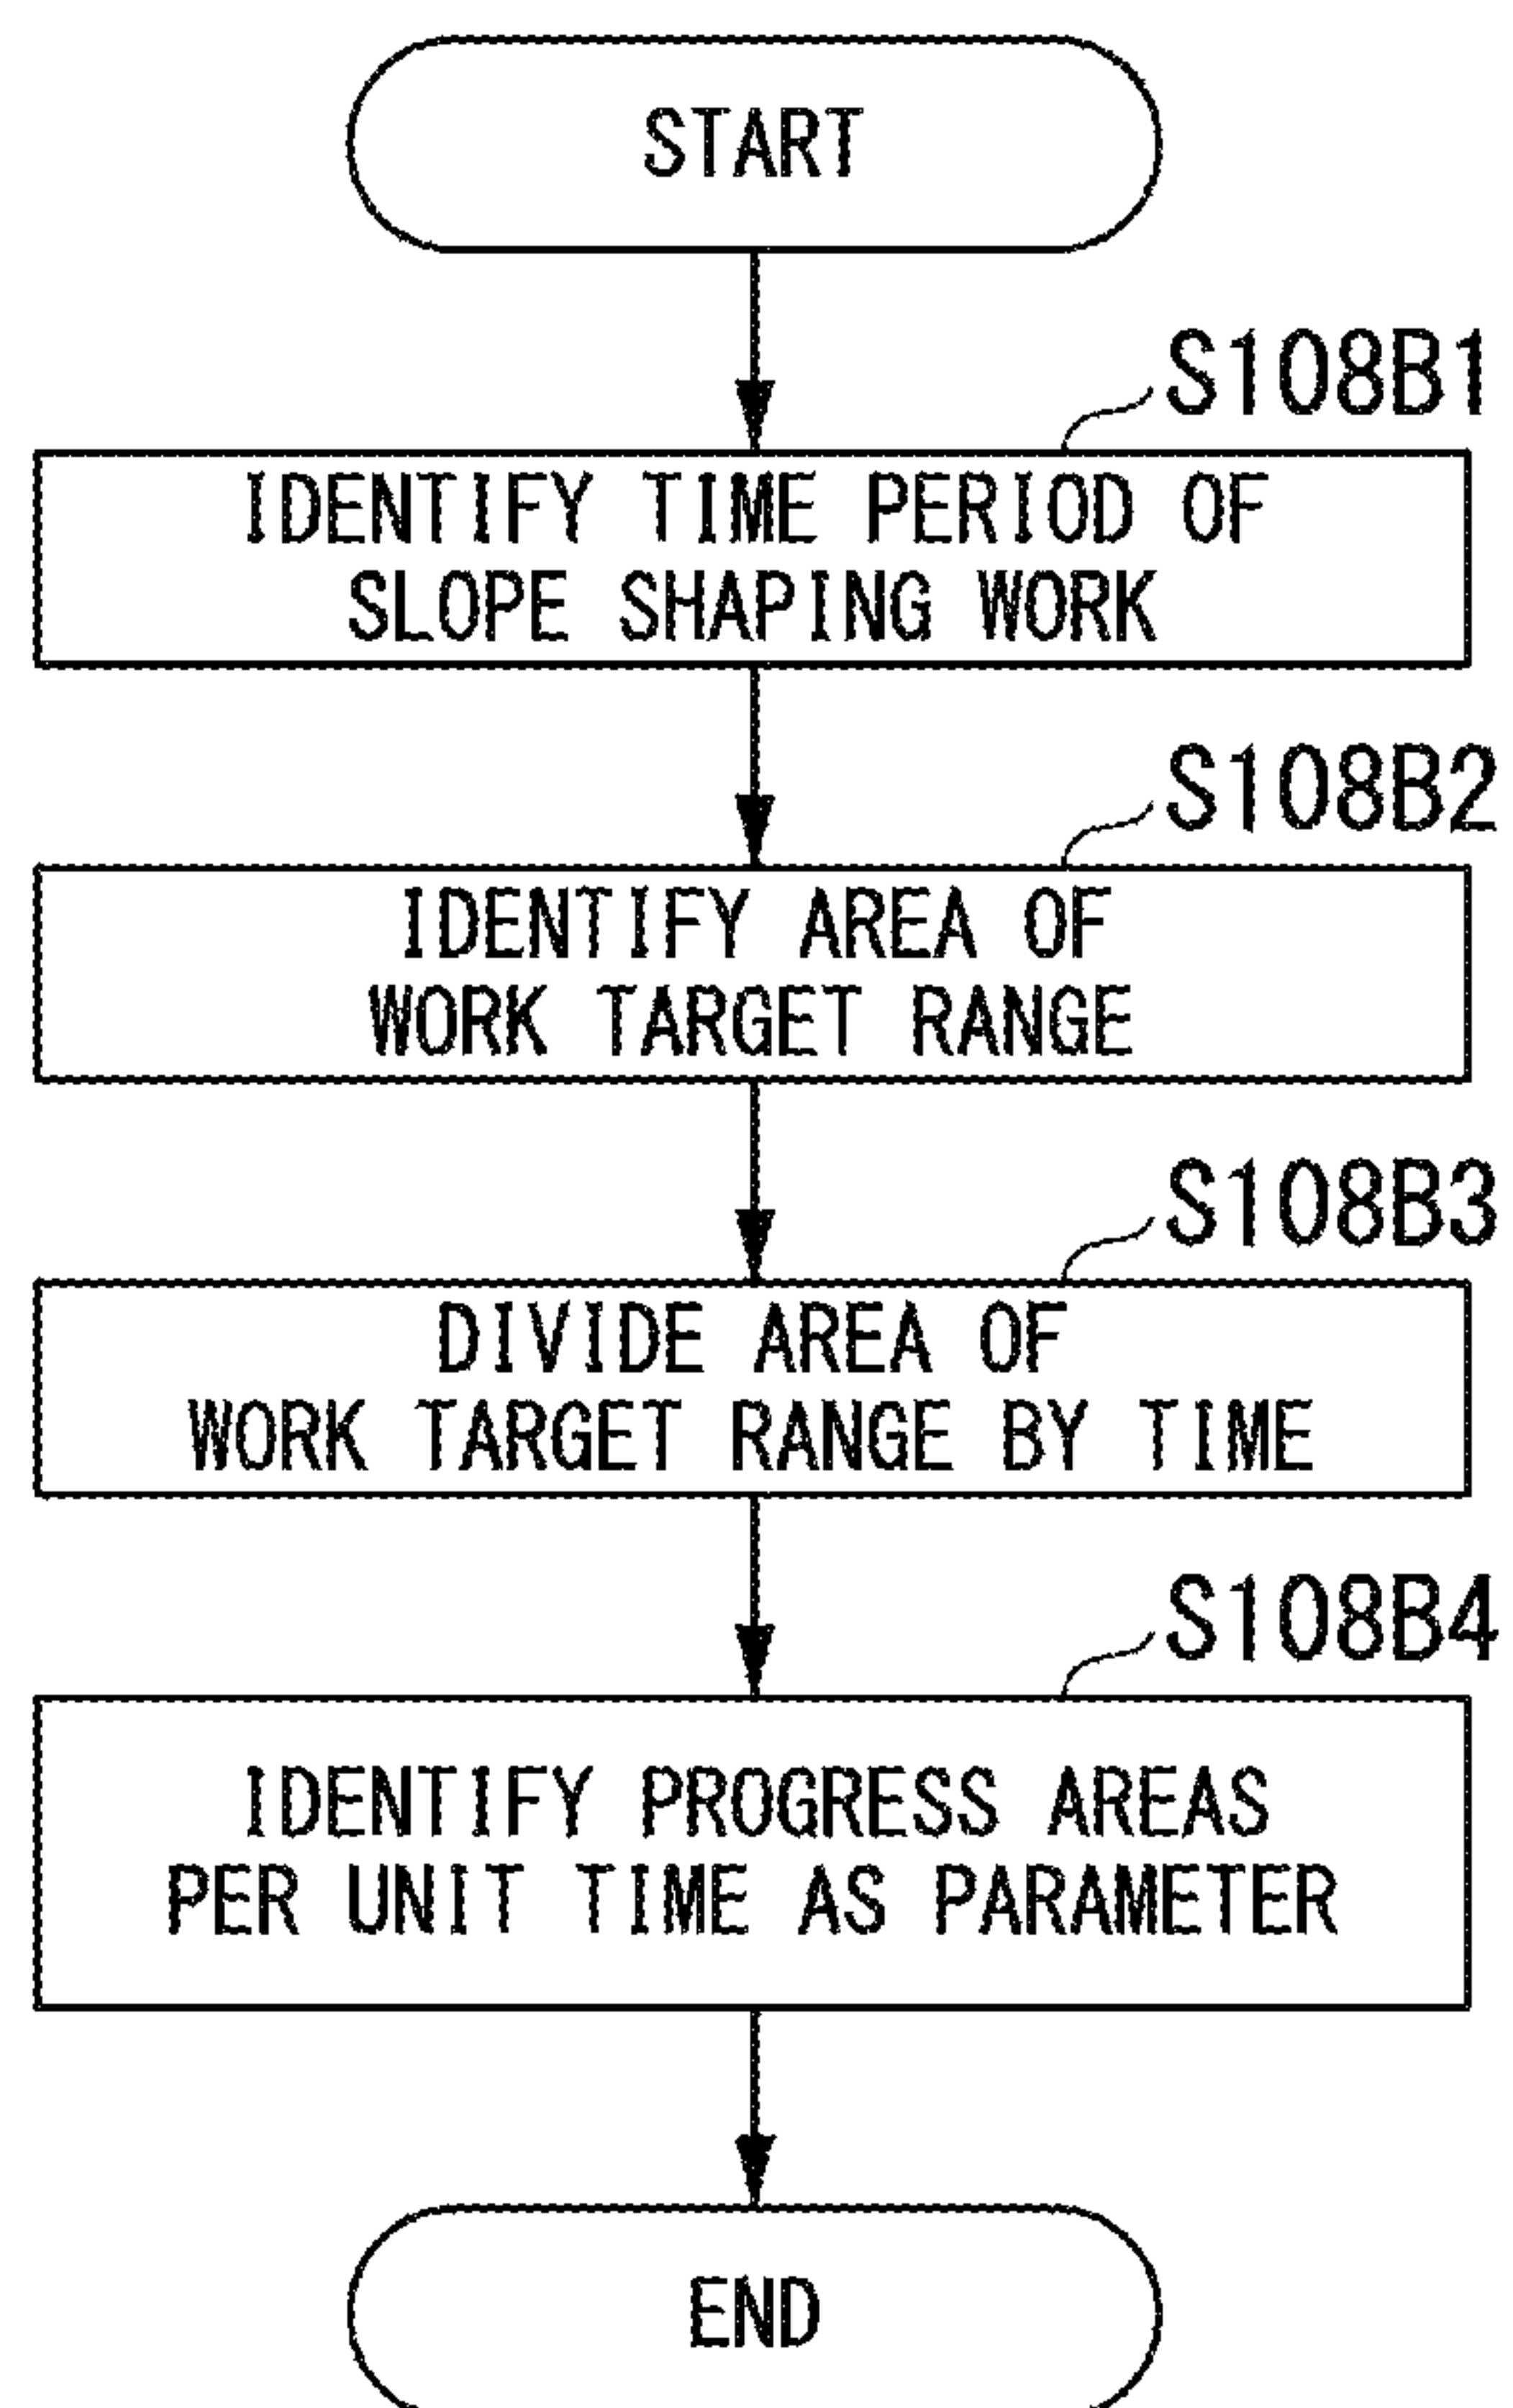 START
S108B1
IDENTIFY TIME PERIOD OF
SLOPE SHAPING WORK
S108B2
IDENTIFY AREA OF
WORK TARGET RANGE
S108B3
DIVIDE AREA OF
WORK TARGET RANGE BY TIME
S108B4
IDENTIFY PROGRESS AREAS
PER UNIT TIME AS PARAMETER
END